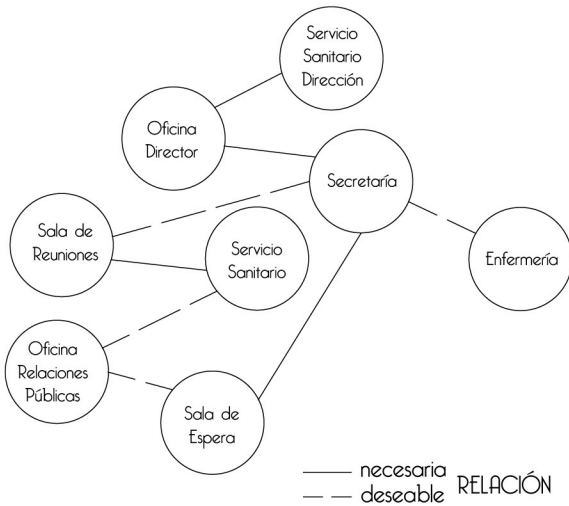 Servicio
Sanitario
Dirección
Oficina
Director
Secretaría
Sala de
Reuniones
Servicio
Sanitario
Enfermería
Oficina
Relaciones
Públicas
Sala de
Espera
necesaria
deseable
RELACIÓN